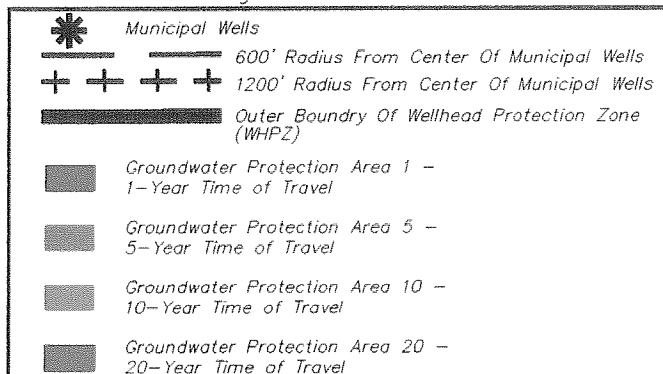 Municipal Wells
600' Radius From Center Of Municipal Wells
1200' Radius From Center Of Municipal Wells
Outer Boundry Of Wellhead Protection Zone
(WHPZ)
Groundwater Protection Area 1 –
1–Year Time of Travel
Groundwater Protection Area 5 –
5–Year Time of Travel
Groundwater Protection Area 10 –
10–Year Time of Travel
Groundwater Protection Area 20 –
20–Year Time of Travel